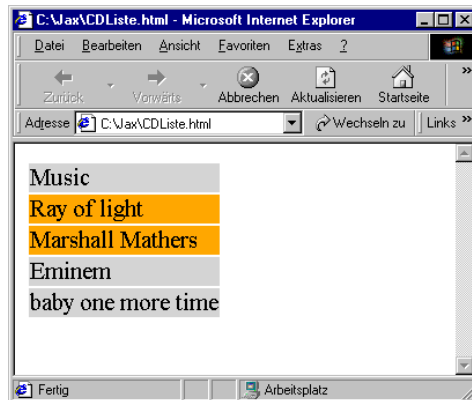 C:\Jax\CDListe.html - Microsoft Internet Explorer
Datei Bearbeiten Ansicht Favoriten Extras ?
Zurück Vorwärts Abbrechen Aktualisieren Startseite »
Adresse C:\Jax\CDListe.html Wechseln zu Links »
Music
Ray of light
Marshall Mathers
Eminem
baby one more time
Fertig Arbeitsplatz